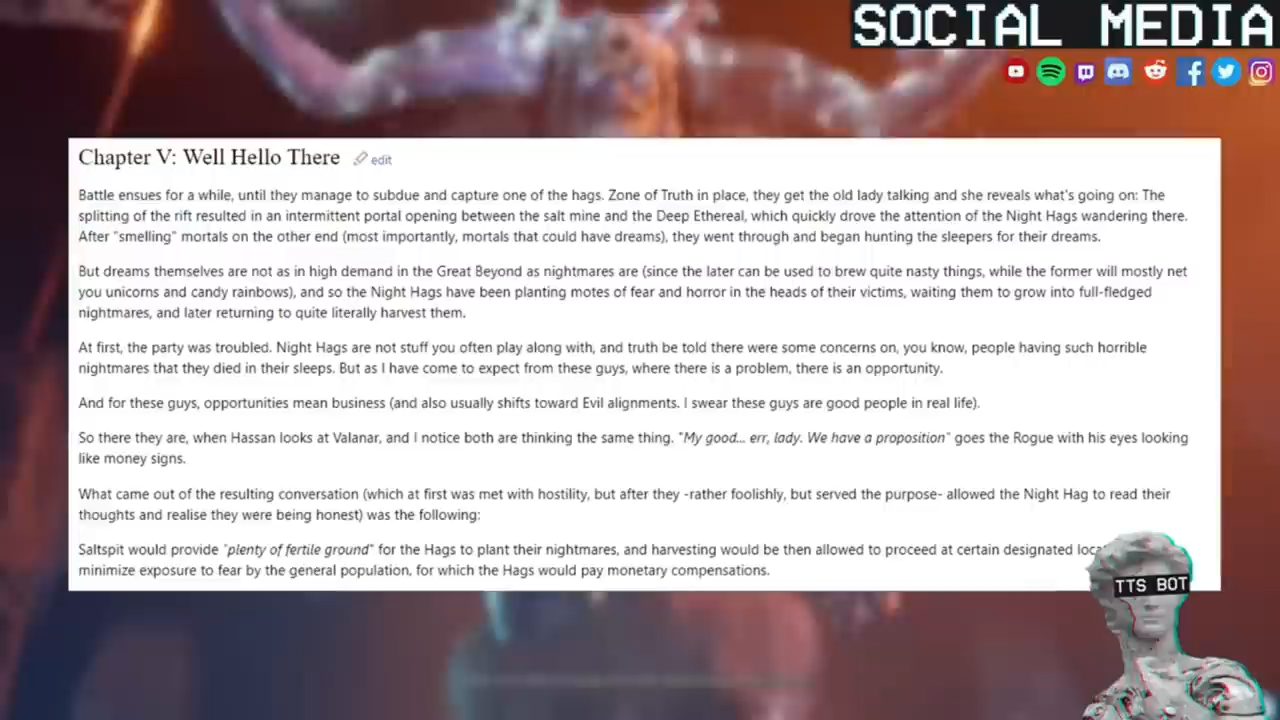 SOCIAL MEDIA
Chapter V: Well Hello There edit
Battle ensues for a while, until they manage to subdue and capture one of the hags. Zone of Truth in place, they get the old lady talking and she reveals what's going on: The
splitting of the rift resulted in an intermittent portal opening between the salt mine and the Deep Ethereal, which quickly drove the attention of the Night Hags wandering there.
After "smelling" mortals on the other end (most importantly, mortals that could have dreams), they went through and began hunting the sleepers for their dreams.
But dreams themselves are not as in high demand in the Great Beyond as nightmares are (since the later can be used to brew quite nasty things, while the former will mostly net
you unicorns and candy rainbows), and so the Night Hags have been planting motes of fear and horror in the heads of their victims, waiting them to grow into full-fledged
nightmares, and later returning to quite literally harvest them.
At first, the party was troubled. Night Hags are not stuff you often play along with, and truth be told there were some concerns on, you know, people having such horrible
nightmares that they died in their sleeps. But as I have come to expect from these guys, where there is a problem, there is an opportunity.
And for these guys, opportunities mean business (and also usually shifts toward Evil alignments. I swear these guys are good people in real life).
So there they are, when Hassan looks at Valanar, and I notice both are thinking the same thing. "My good... err, lady. We have a proposition" goes the Rogue with his eyes looking
like money signs.
What came out of the resulting conversation (which at first was met with hostility, but after they -rather foolishly, but served the purpose- allowed the Night Hag to read their
thoughts and realise they were being honest) was the following:
Saltspit would provide "plenty of fertile ground" for the Hags to plant their nightmares, and harvesting would be then allowed to proceed at certain designated
minimize exposure to fear by the general population, for which the Hags would pay monetary compensations.
TTS BOT